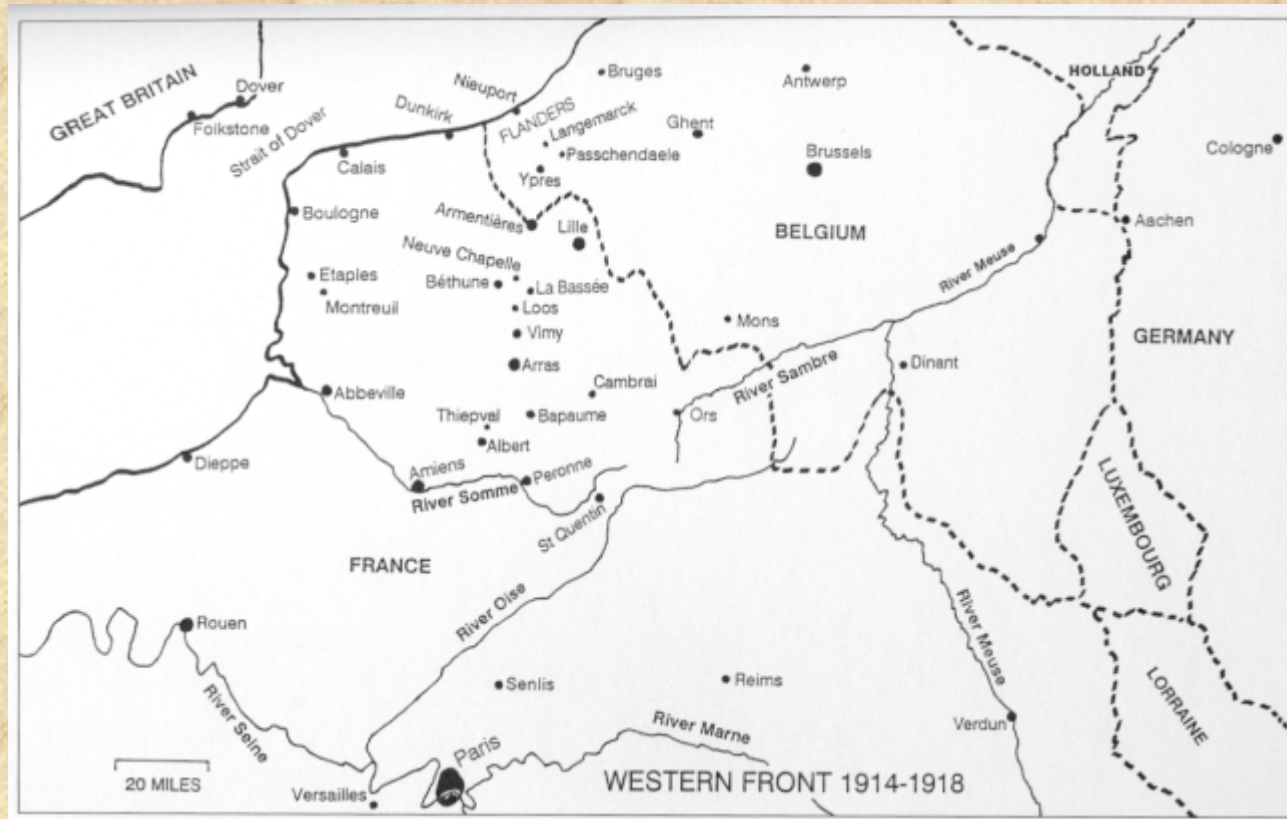 GREAT BRITAIN
Dover
Folkstone
Strait of Dover
Nieuport
Dunkirk
Calais
Boulogne
FLANDERS
Langemarck
Passchendaele
Ypres
Bruges
Ghent
Antwerp
Brussels
HOLLAND
Cologne
Aachen
BELGIUM
Armentières
Lille
Neuve Chapelle
Béthune
La Bassée
Loos
Vimy
Arras
Etaples
Montreuil
Abbeville
Mons
River Meuse
GERMANY
Dinant
River Sambre
Cambrai
Ors
Thiepval
Bapaume
Albert
Dieppe
Amiens
River Somme
Peronne
St Quentin
LUXEMBOURG
FRANCE
River Oise
River Meuse
Rouen
River Seine
Senlis
Reims
LORRAINE
Verdun
River Marne
Paris
Versailles
20 MILES
WESTERN FRONT 1914-1918